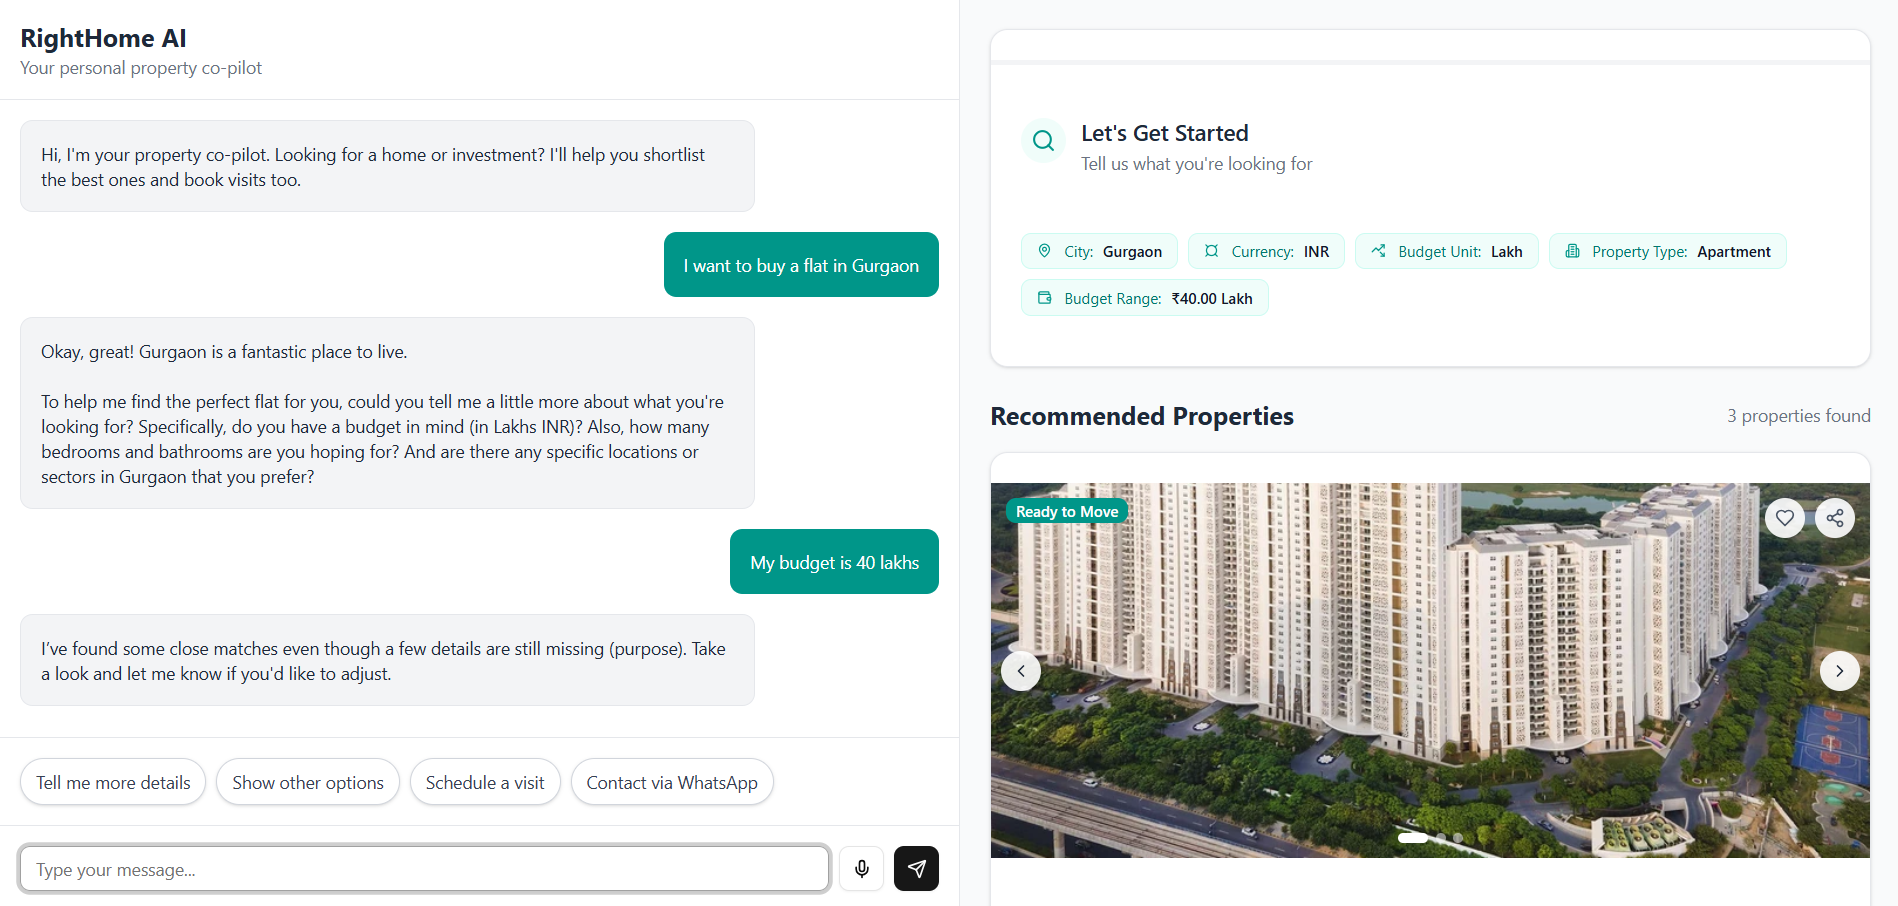 RightHome AI
Your personal property co-pilot
Hi, I'm your property co-pilot. Looking for a home or investment? I'll help you shortlist
the best ones and book visits too.
I want to buy a flat in Gurgaon
Okay, great! Gurgaon is a fantastic place to live.
To help me find the perfect flat for you, could you tell me a little more about what you're
looking for? Specifically, do you have a budget in mind (in Lakhs INR)? Also, how many
bedrooms and bathrooms are you hoping for? And are there any specific locations or
sectors in Gurgaon that you prefer?
My budget is 40 lakhs
I’ve found some close matches even though a few details are still missing (purpose). Take
a look and let me know if you'd like to adjust.
Tell me more details
Show other options
Schedule a visit
Contact via WhatsApp
Type your message...
Let's Get Started
Tell us what you're looking for
City: Gurgaon
Currency: INR
Budget Unit: Lakh
Property Type: Apartment
Budget Range: ₹40.00 Lakh
Recommended Properties
3 properties found
Ready to Move